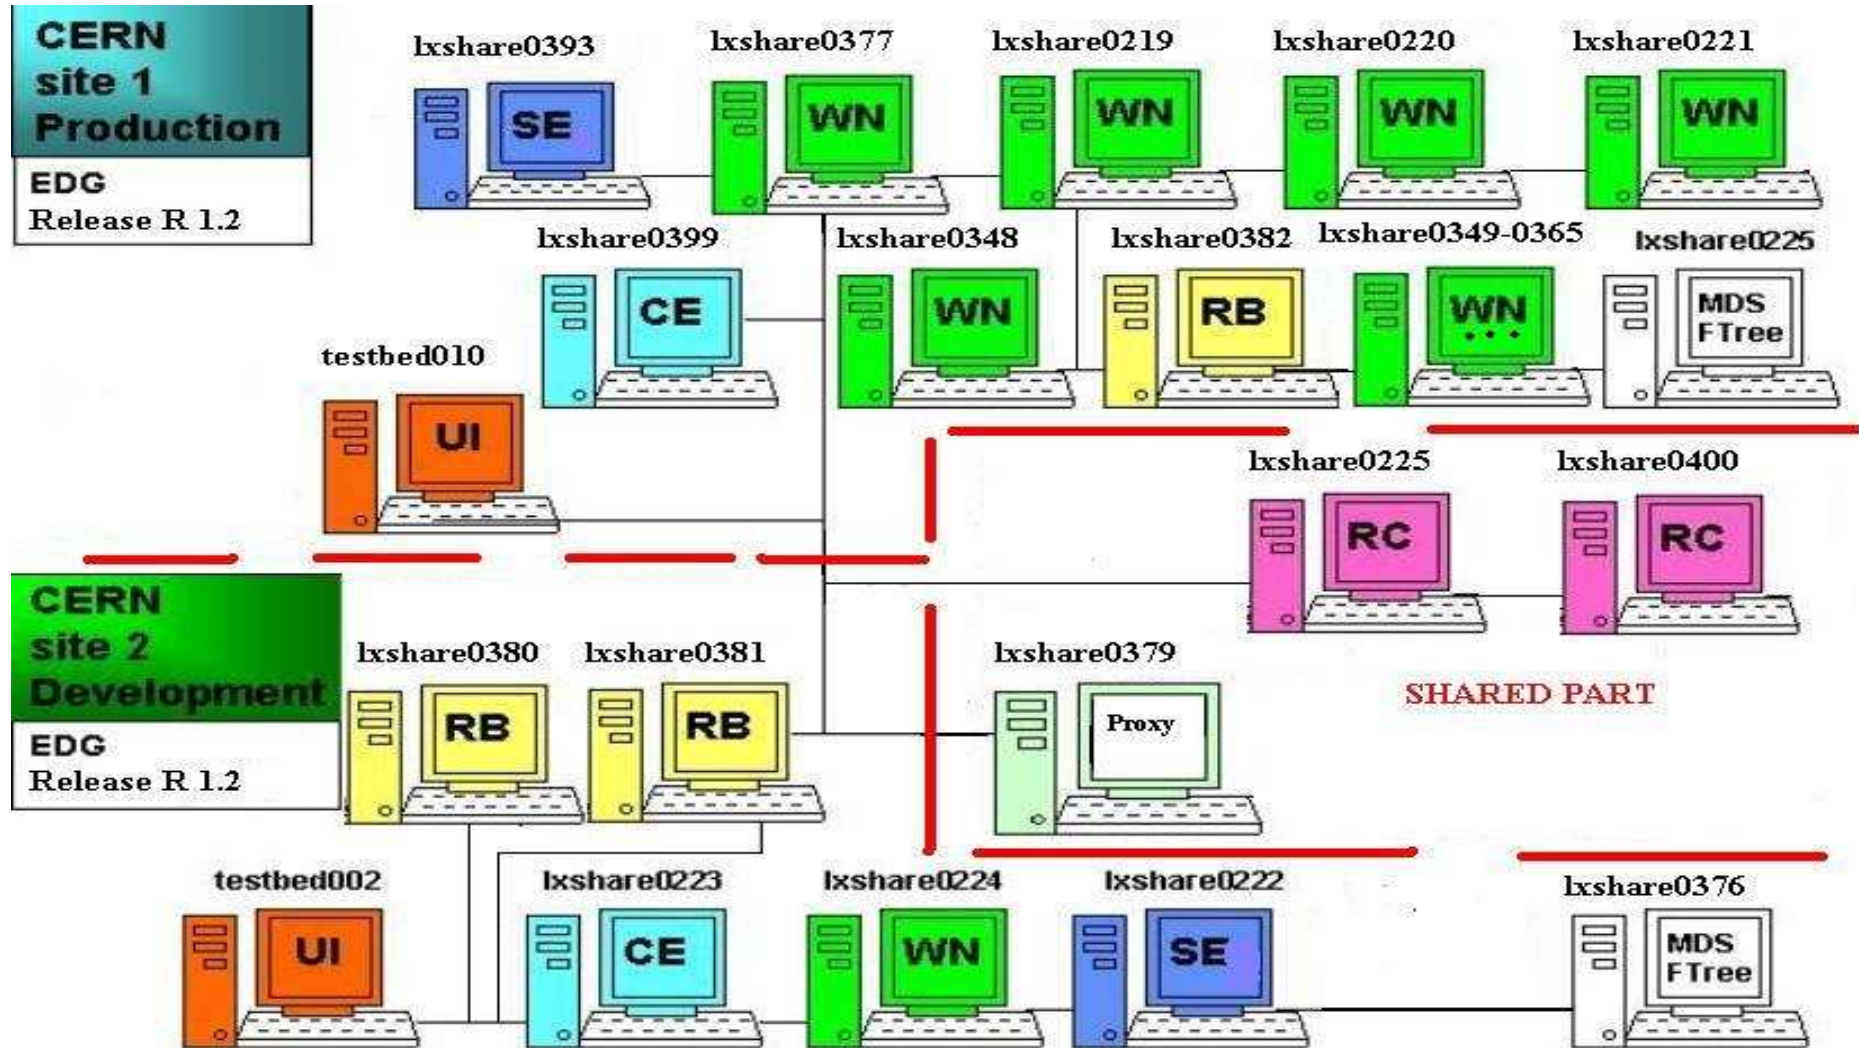 CERN
site 1
Production
EDG
Release R 1.2
lxshare0393
lxshare0377
lxshare0219
lxshare0220
lxshare0221
SE
WN
WN
WN
WN
lxshare0399
lxshare0348
lxshare0382
lxshare0349-0365
lxshare0225
CE
WN
RB
WN
...
MDS
FTree
testbed010
UI
lxshare0225
lxshare0400
RC
RC
CERN
site 2
Development
EDG
Release R 1.2
lxshare0380
lxshare0381
lxshare0379
RB
RB
Proxy
SHARED PART
testbed002
lxshare0223
lxshare0224
lxshare0222
lxshare0376
UI
CE
WN
SE
MDS
FTree